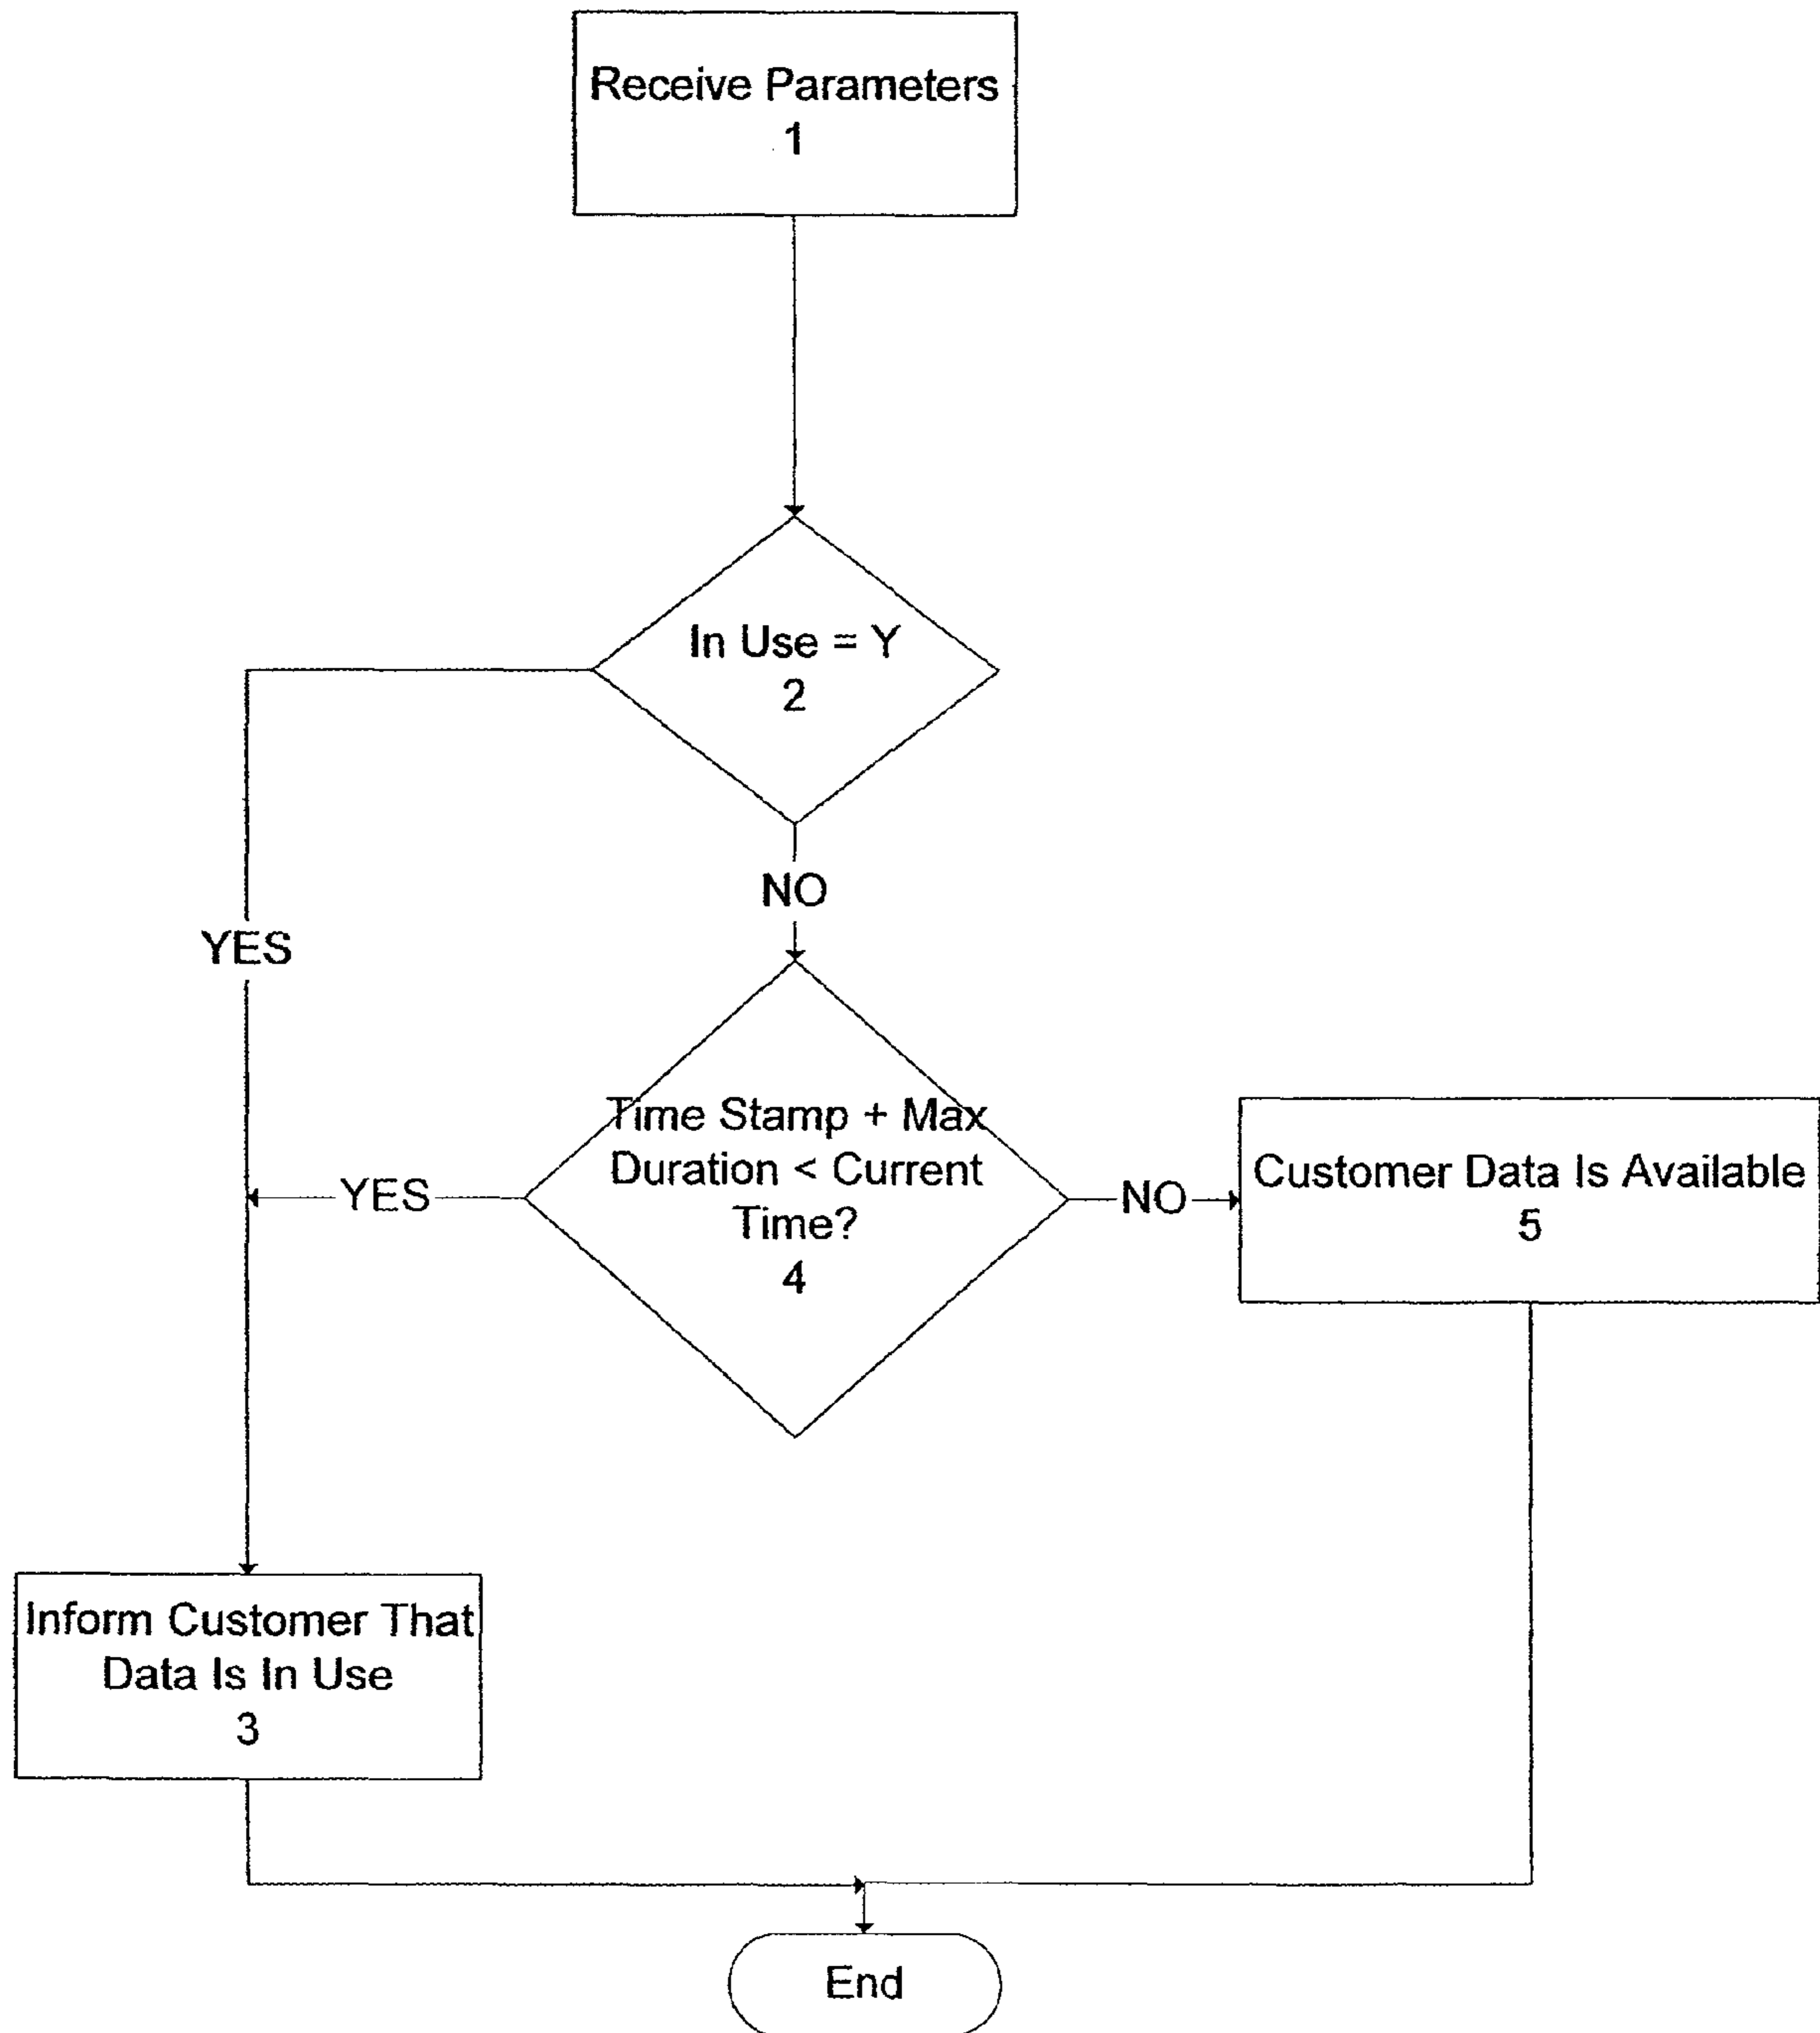 Receive Parameters
1
In Use = Y
2
NO
YES
Time Stamp + Max
Duration < Current
Time?
4
YES
NO
Customer Data Is Available
5
Inform Customer That
Data Is In Use
3
End